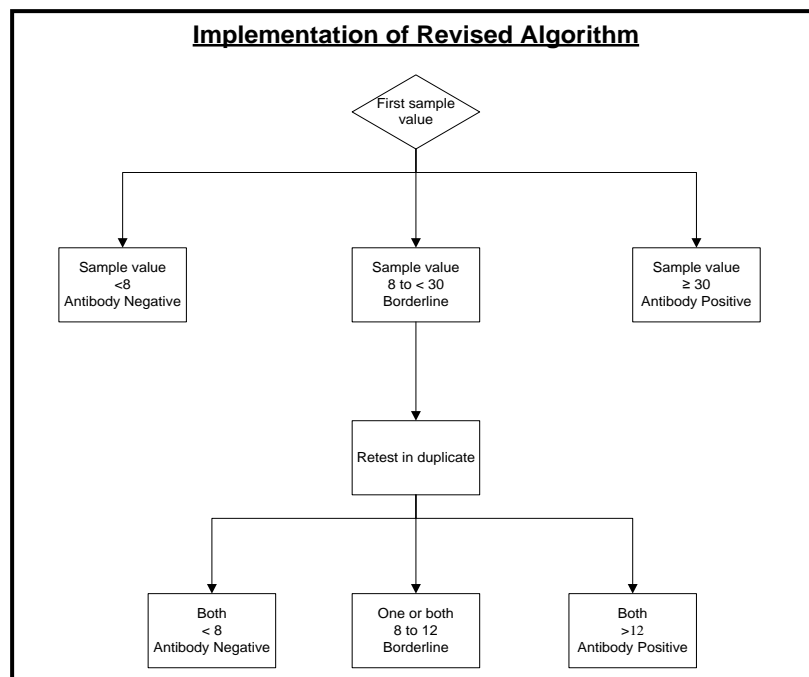 Implementation of Revised Algorithm
First sample
value
Sample value
<8
Antibody Negative
Sample value
8 to < 30
Borderline
Sample value
≥ 30
Antibody Positive
Retest in duplicate
Both
< 8
Antibody Negative
One or both
8 to 12
Borderline
Both
>12
Antibody Positive